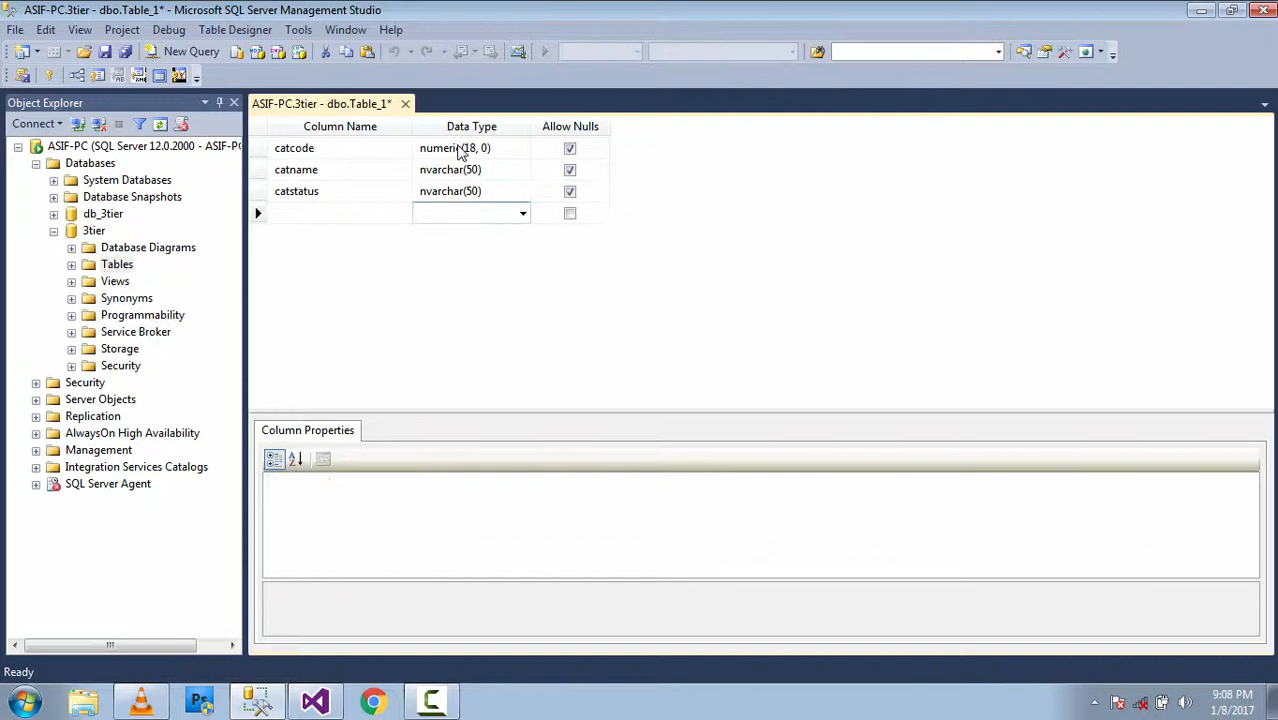 ASIF-PC.3tier - dbo.Table_1* - Microsoft SQL Server Management Studio
File Edit View Project Debug Table Designer Tools Window Help
New Query
Object Explorer
ASIF-PC.3tier - dbo.Table_1*
Connect
Column Name Data Type Allow Nulls
ASIF-PC (SQL Server 12.0.2000 - ASIF-PC
catcode numeric(18, 0)
Databases
catname nvarchar(50)
System Databases
catstatus nvarchar(50)
Database Snapshots
db_3tier
3tier
Database Diagrams
Tables
Views
Synonyms
Programmability
Service Broker
Storage
Security
Security
Server Objects
Replication
AlwaysOn High Availability
Management
Integration Services Catalogs
SQL Server Agent
Column Properties
Ready
9:08 PM
1/8/2017